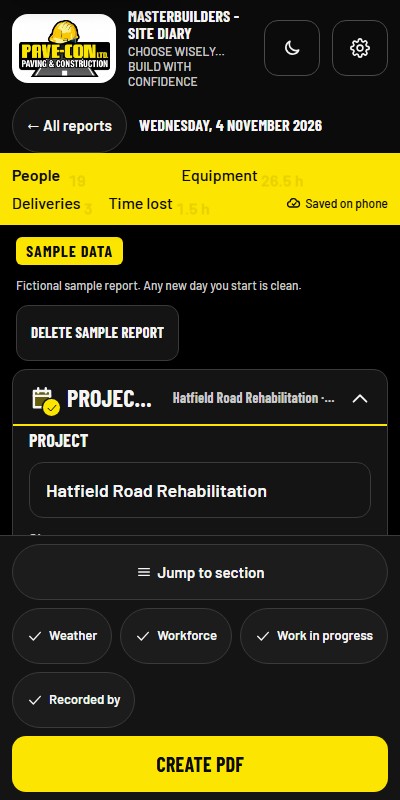 PAVE-CON LTD.
PAVING & CONSTRUCTION
MASTERBUILDERS -
SITE DIARY
CHOOSE WISELY...
BUILD WITH
CONFIDENCE
← All reports
WEDNESDAY, 4 NOVEMBER 2026
People 19
Equipment 26.5 h
Deliveries 3
Time lost 1.5 h
Saved on phone
SAMPLE DATA
Fictional sample report. Any new day you start is clean.
DELETE SAMPLE REPORT
PROJEC...
Hatfield Road Rehabilitation -...
PROJECT
Hatfield Road Rehabilitation
Jump to section
Weather
Workforce
Work in progress
Recorded by
CREATE PDF